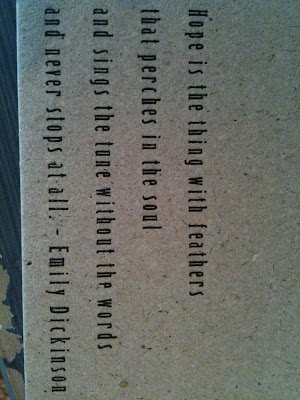 Hope is the thing with feathers
that perches in the soul
and sings the tune without the words
and never stops at all - Emily Dickinson